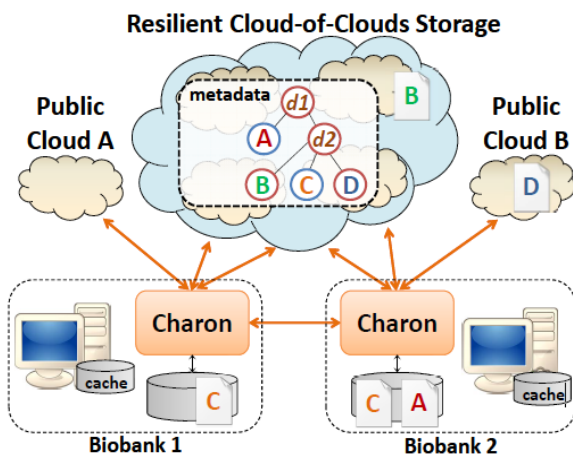 Resilient Cloud-of-Clouds Storage
metadata
d1
B
Public
Cloud A
A
d2
Public
Cloud B
B
C
D
D
Charon
Charon
cache
C
C
A
cache
Biobank 1
Biobank 2